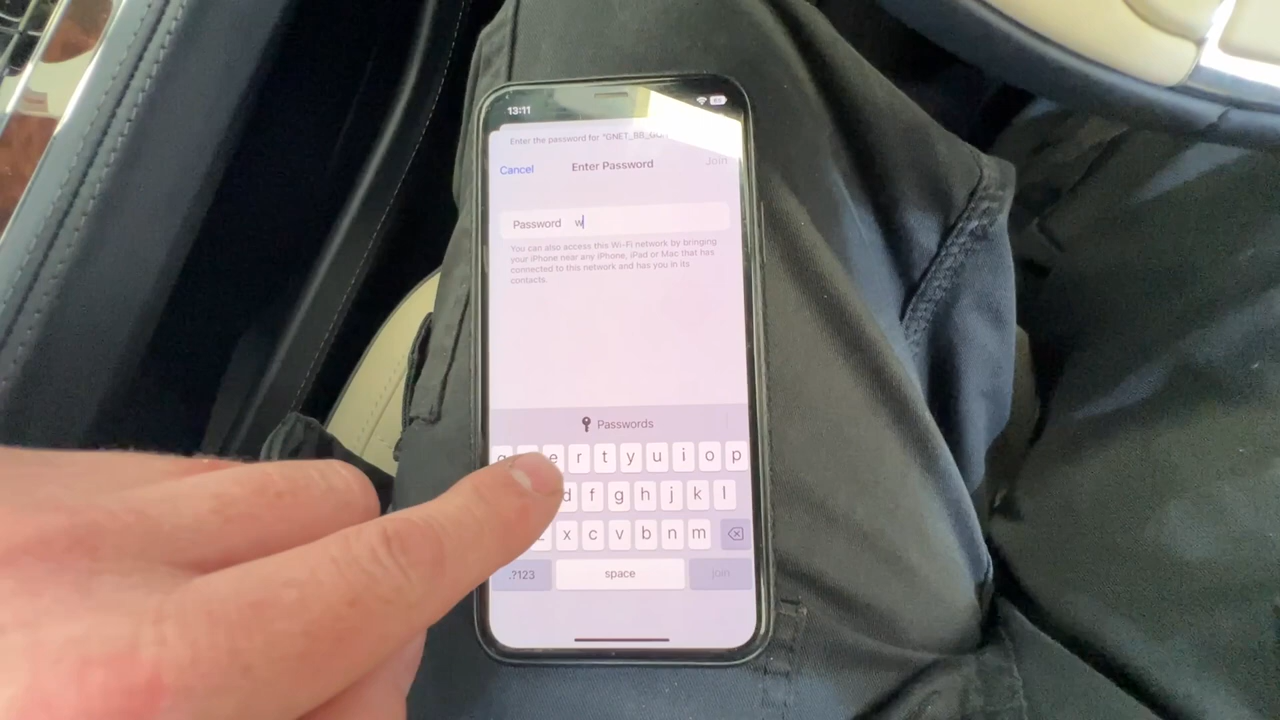 13:11
85
Enter the password for "GNET_BB_
Cancel Enter Password Join
Password w
You can also access this Wi-Fi network by bringing
your iPhone near any iPhone, iPad or Mac that has
connected to this network and has you in its
contacts.
Passwords
e r t y u i o p
d f g h j k l
x c v b n m
.?123 space join